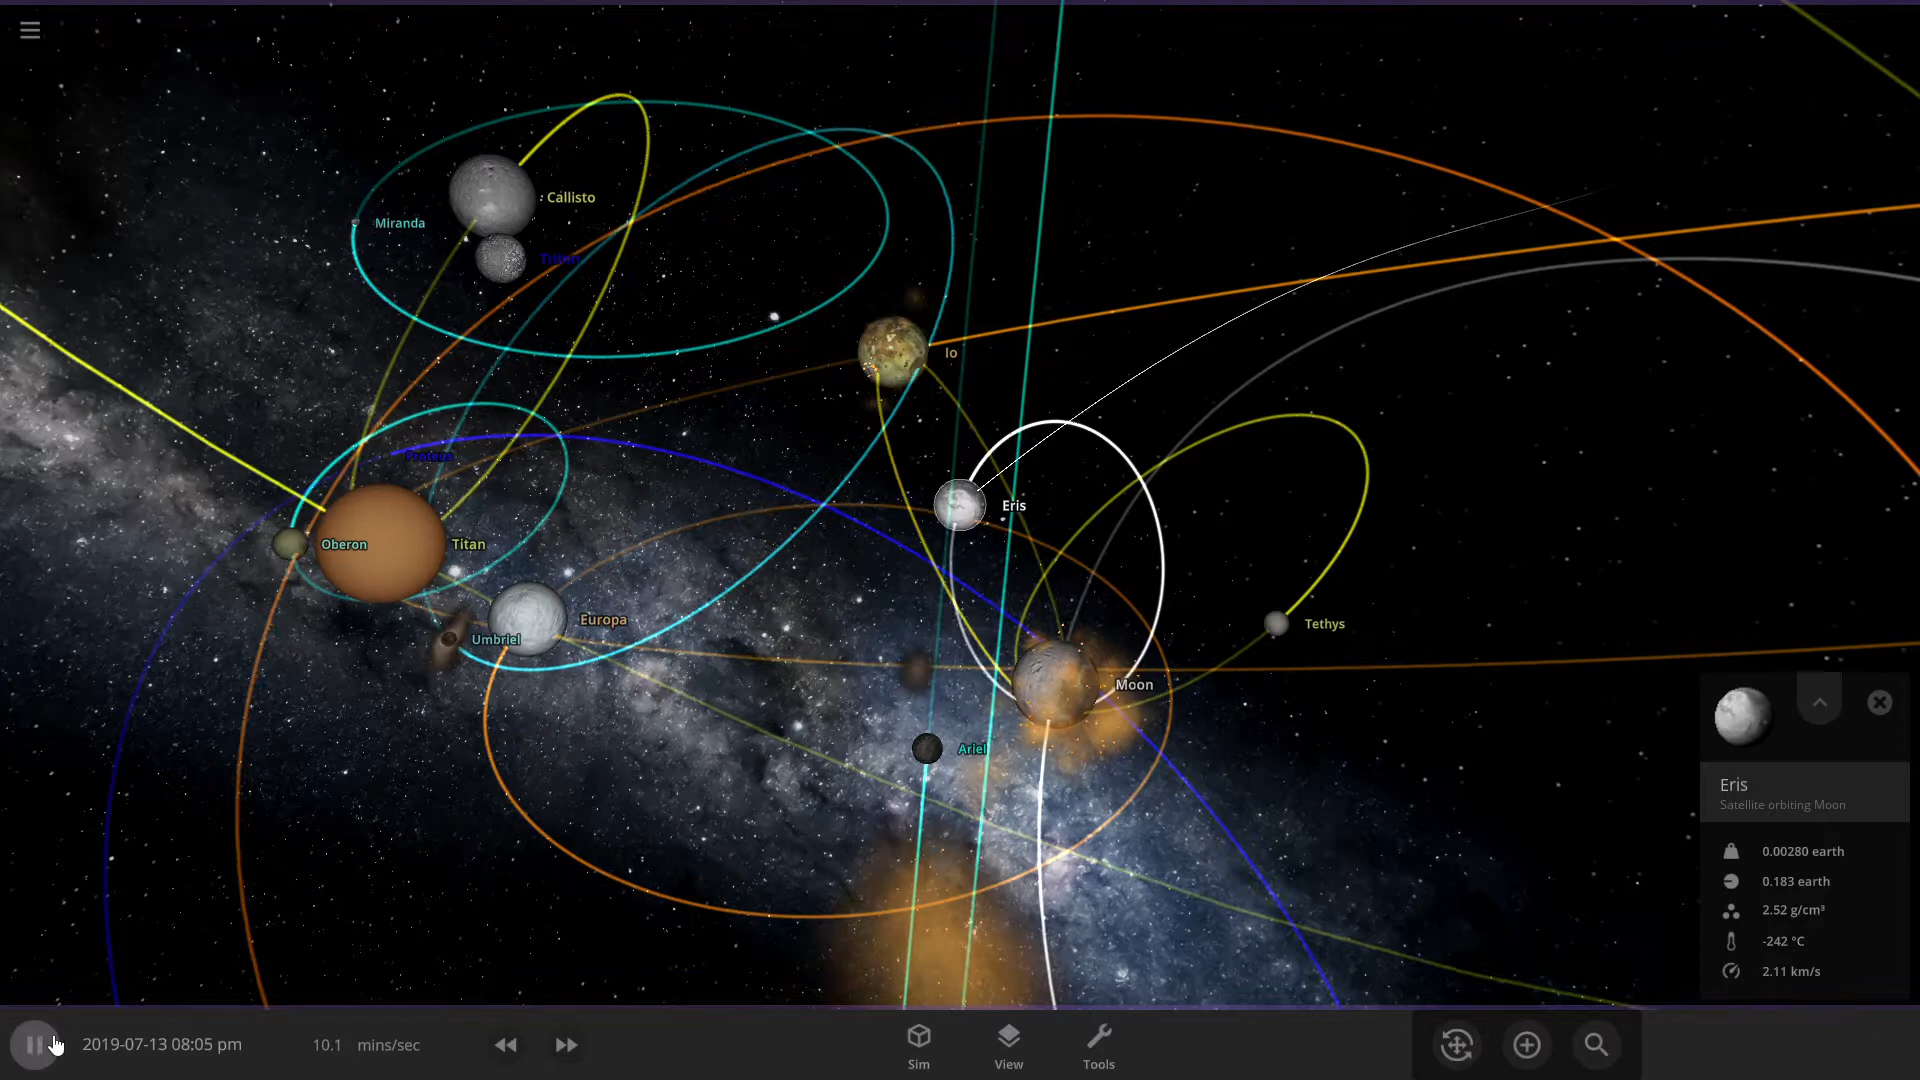 Callisto
Miranda
Triton
Io
Proteus
Eris
Oberon
Titan
Europa
Tethys
Umbriel
Moon
Ariel
Eris
Satellite orbiting Moon
0.00280 earth
0.183 earth
2.52 g/cm³
-242 °C
2.11 km/s
2019-07-13 08:05 pm
10.1 mins/sec
Sim
View
Tools